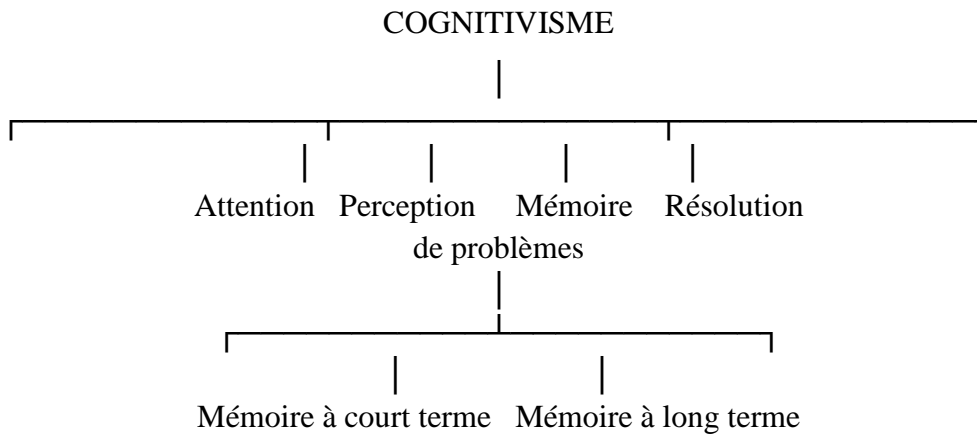 COGNITIVISME
Attention Perception Mémoire Résolution
de problèmes
Mémoire à court terme Mémoire à long terme